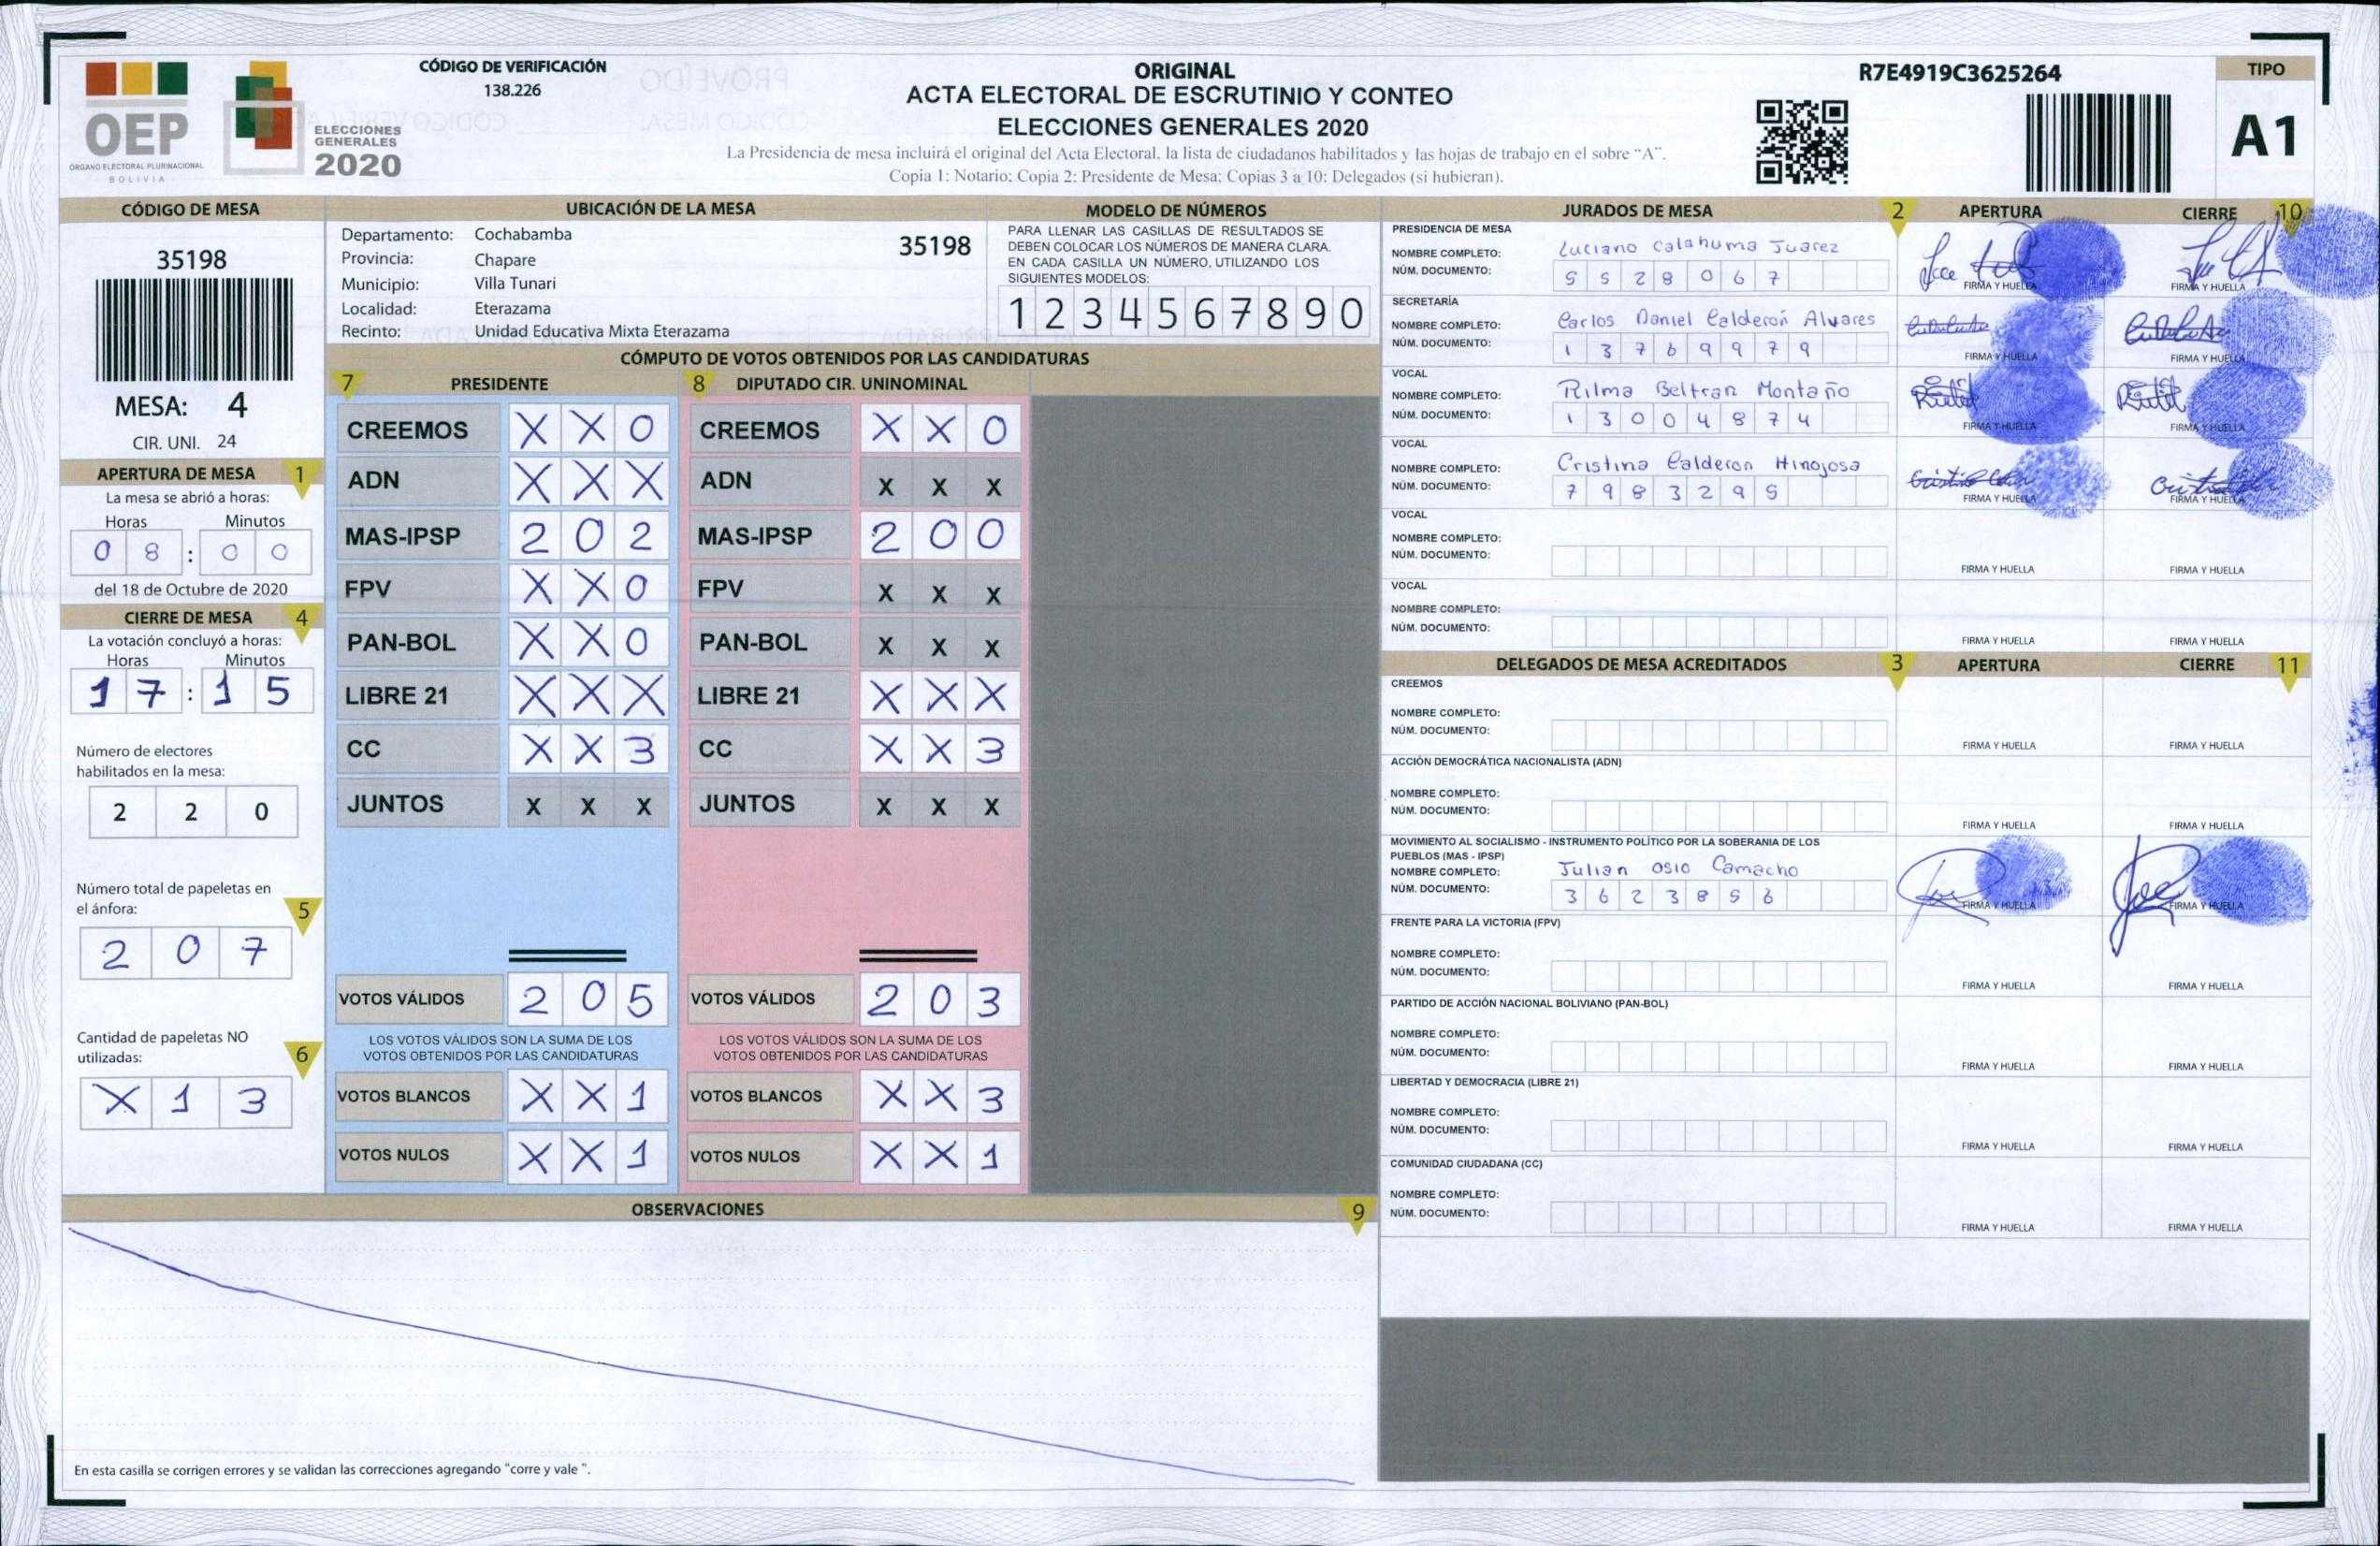 OEP
ORGANO ELECTORAL PLURINACIONAL
BOLIVIA
ELECCIONES
GENERALES
2020
CÓDIGO DE VERIFICACIÓN
138.226
ORIGINAL
ACTA ELECTORAL DE ESCRUTINIO Y CONTEO
ELECCIONES GENERALES 2020
La Presidencia de mesa incluirá el original del Acta Electoral, la lista de ciudadanos habilitados y las hojas de trabajo en el sobre "A".
Copia 1: Notario; Copia 2: Presidente de Mesa; Copias 3 a 10: Delegados (si hubieran).
R7E4919C3625264
TIPO
A1
CÓDIGO DE MESA
35198
MESA: 4
CIR. UNI. 24
APERTURA DE MESA 1
La mesa se abrió a horas:
Horas Minutos
0 8 : 0 0
del 18 de Octubre de 2020
CIERRE DE MESA 4
La votación concluyó a horas:
Horas Minutos
1 7 : 1 5
Número de electores
habilitados en la mesa:
2 2 0
Número total de papeletas en
el ánfora: 5
2 0 7
Cantidad de papeletas NO
utilizadas: 6
X 1 3
UBICACIÓN DE LA MESA
Departamento: Cochabamba
Provincia: Chapare
Municipio: Villa Tunari
Localidad: Eterazama
Recinto: Unidad Educativa Mixta Eterazama
35198
MODELO DE NÚMEROS
PARA LLENAR LAS CASILLAS DE RESULTADOS SE
DEBEN COLOCAR LOS NÚMEROS DE MANERA CLARA.
EN CADA CASILLA UN NÚMERO, UTILIZANDO LOS
SIGUIENTES MODELOS:
1 2 3 4 5 6 7 8 9 0
CÓMPUTO DE VOTOS OBTENIDOS POR LAS CANDIDATURAS
7 PRESIDENTE 8 DIPUTADO CIR. UNINOMINAL
CREEMOS X X 0 CREEMOS X X 0
ADN X X X ADN X X X
MAS-IPSP 2 0 2 MAS-IPSP 2 0 0
FPV X X 0 FPV X X X
PAN-BOL X X 0 PAN-BOL X X X
LIBRE 21 X X X LIBRE 21 X X X
CC X X 3 CC X X 3
JUNTOS X X X JUNTOS X X X
VOTOS VÁLIDOS 2 0 5 VOTOS VÁLIDOS 2 0 3
LOS VOTOS VÁLIDOS SON LA SUMA DE LOS LOS VOTOS VÁLIDOS SON LA SUMA DE LOS
VOTOS OBTENIDOS POR LAS CANDIDATURAS VOTOS OBTENIDOS POR LAS CANDIDATURAS
VOTOS BLANCOS X X 1 VOTOS BLANCOS X X 3
VOTOS NULOS X X 1 VOTOS NULOS X X 1
OBSERVACIONES 9
En esta casilla se corrigen errores y se validan las correcciones agregando "corre y vale ".
JURADOS DE MESA 2 APERTURA CIERRE 10
PRESIDENCIA DE MESA
NOMBRE COMPLETO: Luciano Calahuma Juarez
NÚM. DOCUMENTO: 5 5 2 8 0 6 7
FIRMA Y HUELLA FIRMA Y HUELLA
SECRETARÍA
NOMBRE COMPLETO: Carlos Daniel Calderón Alvares
NÚM. DOCUMENTO: 1 3 7 6 9 9 7 9
FIRMA Y HUELLA FIRMA Y HUELLA
VOCAL
NOMBRE COMPLETO: Rilma Beltran Montaño
NÚM. DOCUMENTO: 1 3 0 0 4 8 7 4
FIRMA Y HUELLA FIRMA Y HUELLA
VOCAL
NOMBRE COMPLETO: Cristina Calderon Hinojosa
NÚM. DOCUMENTO: 7 9 8 3 2 9 5
FIRMA Y HUELLA FIRMA Y HUELLA
VOCAL
NOMBRE COMPLETO:
NÚM. DOCUMENTO:
FIRMA Y HUELLA FIRMA Y HUELLA
VOCAL
NOMBRE COMPLETO:
NÚM. DOCUMENTO:
FIRMA Y HUELLA FIRMA Y HUELLA
DELEGADOS DE MESA ACREDITADOS 3 APERTURA CIERRE 11
CREEMOS
NOMBRE COMPLETO:
NÚM. DOCUMENTO:
FIRMA Y HUELLA FIRMA Y HUELLA
ACCIÓN DEMOCRÁTICA NACIONALISTA (ADN)
NOMBRE COMPLETO:
NÚM. DOCUMENTO:
FIRMA Y HUELLA FIRMA Y HUELLA
MOVIMIENTO AL SOCIALISMO - INSTRUMENTO POLÍTICO POR LA SOBERANIA DE LOS
PUEBLOS (MAS - IPSP)
NOMBRE COMPLETO: Julian Osio Camacho
NÚM. DOCUMENTO: 3 6 2 3 8 5 6
FIRMA Y HUELLA FIRMA Y HUELLA
FRENTE PARA LA VICTORIA (FPV)
NOMBRE COMPLETO:
NÚM. DOCUMENTO:
FIRMA Y HUELLA FIRMA Y HUELLA
PARTIDO DE ACCIÓN NACIONAL BOLIVIANO (PAN-BOL)
NOMBRE COMPLETO:
NÚM. DOCUMENTO:
FIRMA Y HUELLA FIRMA Y HUELLA
LIBERTAD Y DEMOCRACIA (LIBRE 21)
NOMBRE COMPLETO:
NÚM. DOCUMENTO:
FIRMA Y HUELLA FIRMA Y HUELLA
COMUNIDAD CIUDADANA (CC)
NOMBRE COMPLETO:
NÚM. DOCUMENTO:
FIRMA Y HUELLA FIRMA Y HUELLA